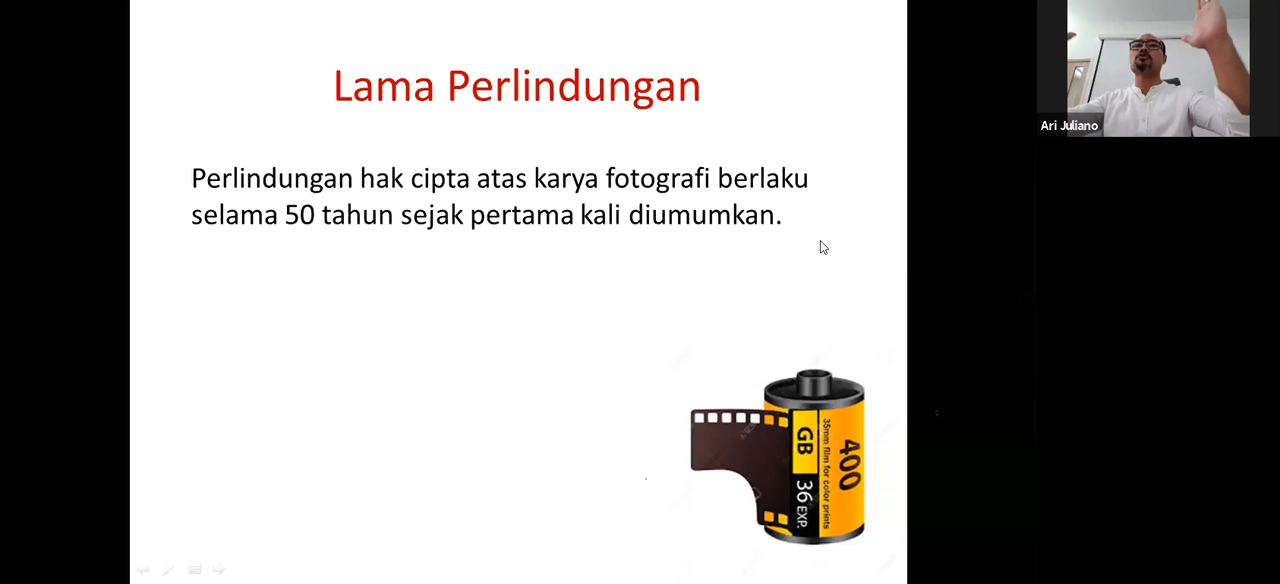 Lama Perlindungan
Perlindungan hak cipta atas karya fotografi berlaku
selama 50 tahun sejak pertama kali diumumkan.
Ari Juliano
400
35mm film for color prints
GB
36 EXP.